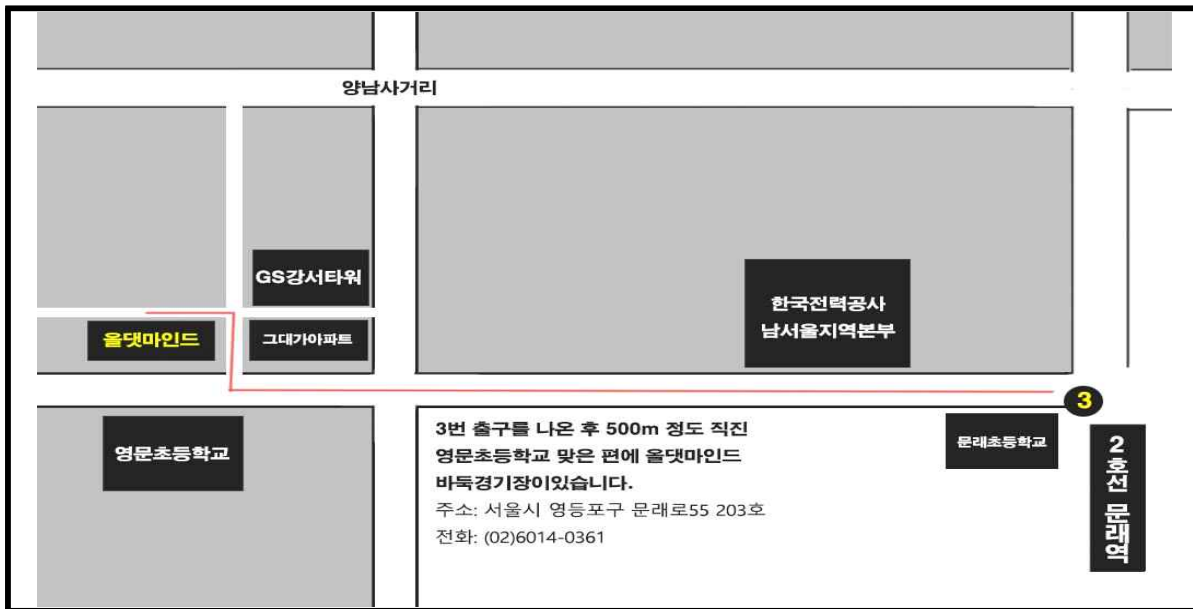 양남사거리
GS강서타워
한국전력공사
남서울지역본부
올댓마인드
그대가아파트
3
영문초등학교
3번 출구를 나온 후 500m 정도 직진
영문초등학교 맞은 편에 올댓마인드
바둑경기장이있습니다.
주소: 서울시 영등포구 문래로55 203호
전화: (02)6014-0361
문래초등학교
2호선 문래역